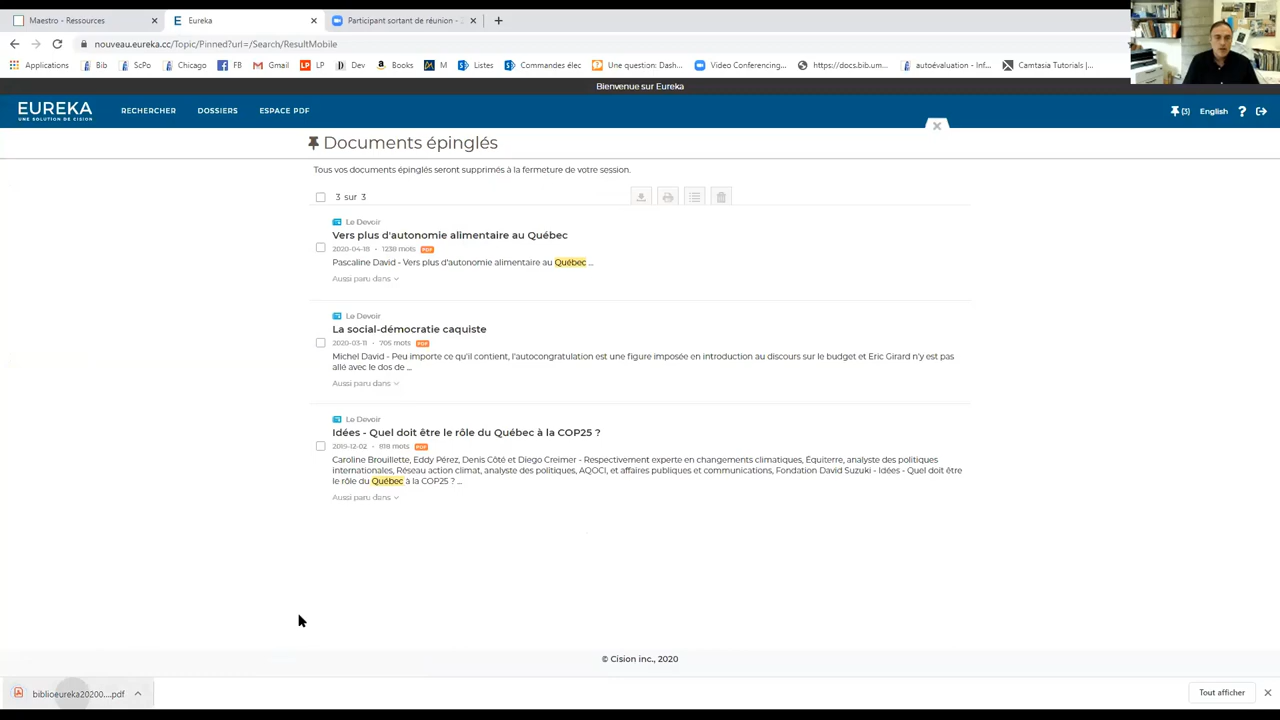 Maestro - Ressources
Eureka
Participant sortant de réunion -
nouveau.eureka.cc/Topic/Pinned?url=/Search/ResultMobile
Applications Bib ScPo Chicago FB Gmail LP Dev Books M Listes Commandes élec Une question: Dash... Video Conferencing... https://docs.bib.um... autoévaluation - Inf... Camtasia Tutorials |...
Bienvenue sur Eureka
EUREKA
UNE SOLUTION DE CISION
RECHERCHER DOSSIERS ESPACE PDF
(3) English ?
Documents épinglés
Tous vos documents épinglés seront supprimés à la fermeture de votre session.
3 sur 3
Le Devoir
Vers plus d'autonomie alimentaire au Québec
2020-04-18 • 1238 mots PDF
Pascaline David - Vers plus d'autonomie alimentaire au Québec ...
Aussi paru dans
Le Devoir
La social-démocratie caquiste
2020-03-11 • 706 mots PDF
Michel David - Peu importe ce qu'il contient, l'autocongratulation est une figure imposée en introduction au discours sur le budget et Eric Girard n'y est pas
allé avec le dos de ...
Aussi paru dans
Le Devoir
Idées - Quel doit être le rôle du Québec à la COP25 ?
2019-12-02 • mots PDF
Caroline Brouillette, Eddy Pérez, Denis Côté et Diego Creimer - Respectivement experte en changements climatiques, Équiterre, analyste des politiques
internationales, Réseau action climat, analyste des politiques, AQOCI, et affaires publiques et communications, Fondation David Suzuki - Idées - Quel doit être
le rôle du Québec à la COP25 ? ...
Aussi paru dans
© Cision inc., 2020
biblioeureka20200....pdf
Tout afficher